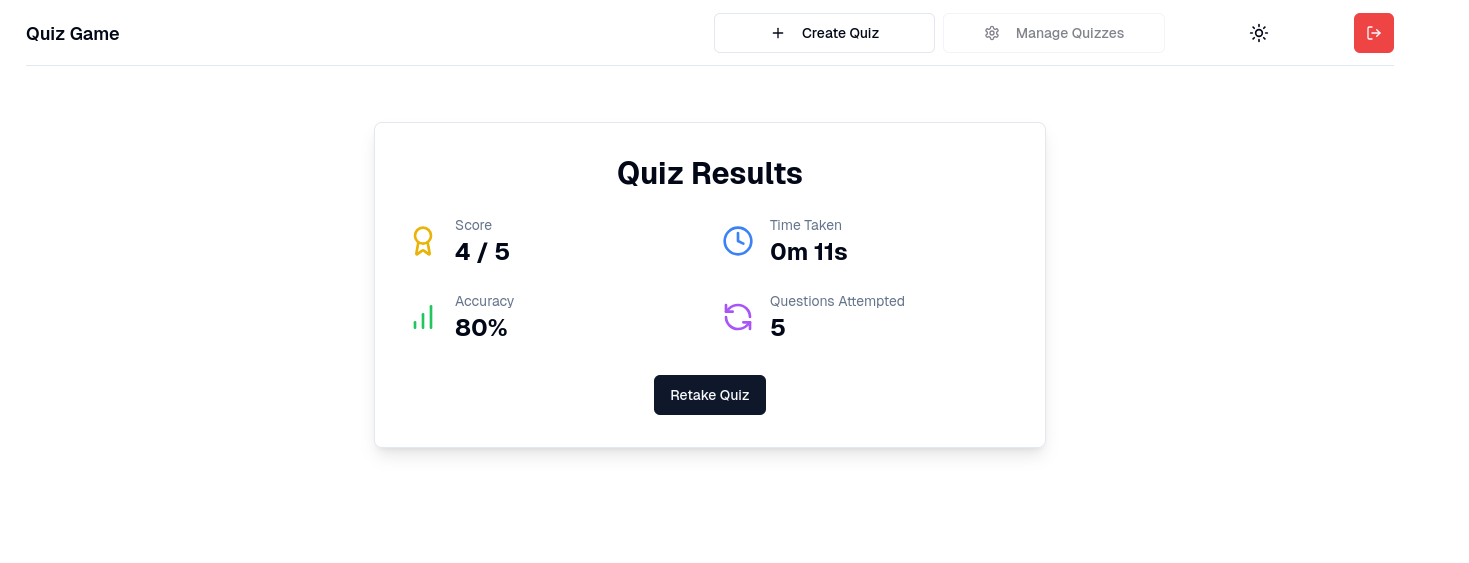 Quiz Game
Create Quiz
Manage Quizzes
Quiz Results
Score
4 / 5
Time Taken
0m 11s
Accuracy
80%
Questions Attempted
5
Retake Quiz